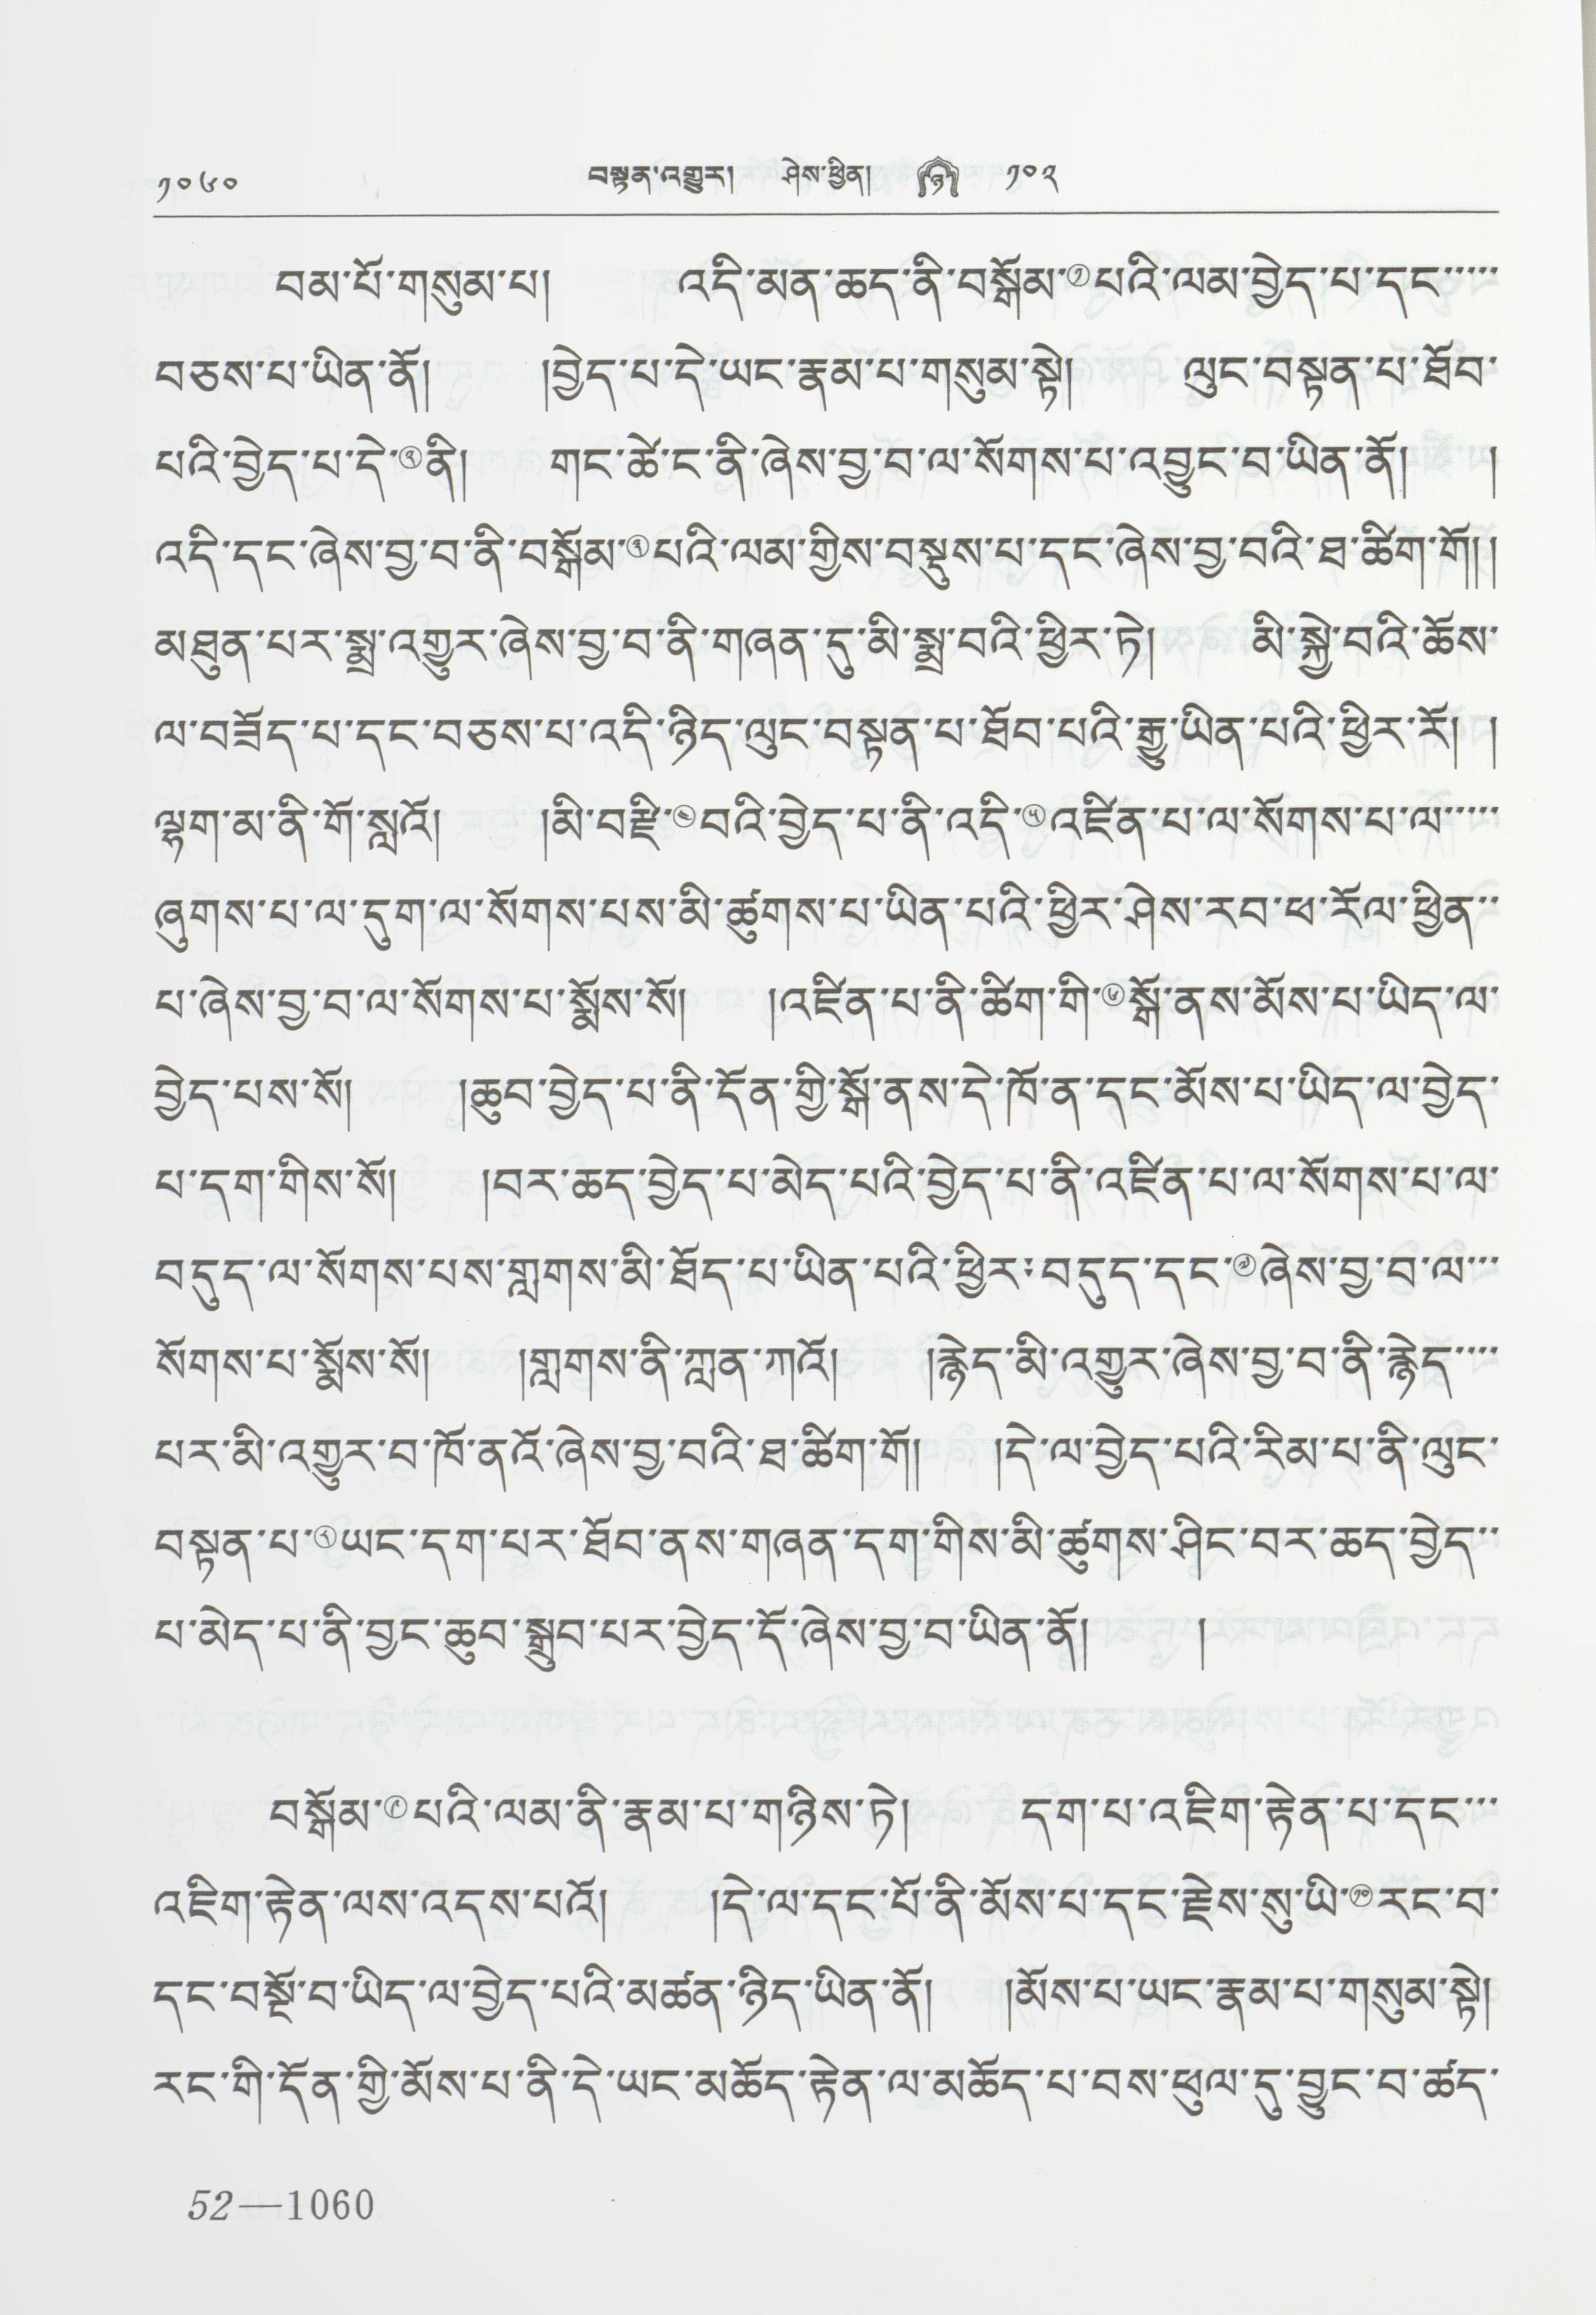 ༡༠༦༠ བསྟན་འགྱུར། ཤེས་ཕྱིན། ཉ ༡༠༢
བམ་པོ་གསུམ་པ། འདི་མན་ཆད་ནི་བསྒོམ་①པའི་ལམ་བྱེད་པ་དང་་་་་
བཅས་པ་ཡིན་ནོ། །བྱེད་པ་དེ་ཡང་རྣམ་པ་གསུམ་སྟེ། ལུང་བསྟན་པ་ཐོབ་
པའི་བྱེད་པ་དེ་②ནི། གང་ཚེ་ང་ནི་ཞེས་བྱ་བ་ལ་སོགས་པ་འབྱུང་བ་ཡིན་ནོ། །
འདི་དང་ཞེས་བྱ་བ་ནི་བསྒོམ་③པའི་ལམ་གྱིས་བསྡུས་པ་དང་ཞེས་བྱ་བའི་ཐ་ཚིག་གོ། །
མཐུན་པར་སྨྲ་འགྱུར་ཞེས་བྱ་བ་ནི་གཞན་དུ་མི་སྨྲ་བའི་ཕྱིར་ཏེ། མི་སྐྱེ་བའི་ཆོས་
ལ་བཟོད་པ་དང་བཅས་པ་འདི་ཉིད་ལུང་བསྟན་པ་ཐོབ་པའི་རྒྱུ་ཡིན་པའི་ཕྱིར་རོ། །
ལྷག་མ་ནི་གོ་སླའོ། །མི་བརྫི་④བའི་བྱེད་པ་ནི་འདི་⑤འཛིན་པ་ལ་སོགས་པ་ལ་་་་
ཞུགས་པ་ལ་དུག་ལ་སོགས་པས་མི་ཚུགས་པ་ཡིན་པའི་ཕྱིར་ཤེས་རབ་ཕ་རོལ་ཕྱིན་་
པ་ཞེས་བྱ་བ་ལ་སོགས་པ་སྨོས་སོ། །འཛིན་པ་ནི་ཚིག་གི་⑥སྒོ་ནས་མོས་པ་ཡིད་ལ་
བྱེད་པས་སོ། །ཆུབ་བྱེད་པ་ནི་དོན་གྱི་སྒོ་ནས་དེ་ཁོ་ན་དང་མོས་པ་ཡིད་ལ་བྱེད་
པ་དག་གིས་སོ། །བར་ཆད་བྱེད་པ་མེད་པའི་བྱེད་པ་ནི་འཛིན་པ་ལ་སོགས་པ་ལ་
བདུད་ལ་སོགས་པས་གླགས་མི་ཐོད་པ་ཡིན་པའི་ཕྱིར་བདུད་དང་⑦ཞེས་བྱ་བ་ལ་་་
སོགས་པ་སྨོས་སོ། །གླགས་ནི་ཀླན་ཀའོ། །རྙེད་མི་འགྱུར་ཞེས་བྱ་བ་ནི་རྙེད་་་་
པར་མི་འགྱུར་བ་ཁོ་ནའོ་ཞེས་བྱ་བའི་ཐ་ཚིག་གོ། །དེ་ལ་བྱེད་པའི་རིམ་པ་ནི་ལུང་
བསྟན་པ་⑧ཡང་དག་པར་ཐོབ་ནས་གཞན་དག་གིས་མི་ཚུགས་ཤིང་བར་ཆད་བྱེད་་
པ་མེད་པ་ནི་བྱང་ཆུབ་སྒྲུབ་པར་བྱེད་དོ་ཞེས་བྱ་བ་ཡིན་ནོ། །
བསྒོམ་⑨པའི་ལམ་ནི་རྣམ་པ་གཉིས་ཏེ། དག་པ་འཇིག་རྟེན་པ་དང་་་
འཇིག་རྟེན་ལས་འདས་པའོ། །དེ་ལ་དང་པོ་ནི་མོས་པ་དང་རྗེས་སུ་ཡི་⑩རང་བ་
དང་བསྔོ་བ་ཡིད་ལ་བྱེད་པའི་མཚན་ཉིད་ཡིན་ནོ། །མོས་པ་ཡང་རྣམ་པ་གསུམ་སྟེ།
རང་གི་དོན་གྱི་མོས་པ་ནི་དེ་ཡང་མཆོད་རྟེན་ལ་མཆོད་པ་བས་ཕུལ་དུ་བྱུང་བ་ཚད་
52—1060